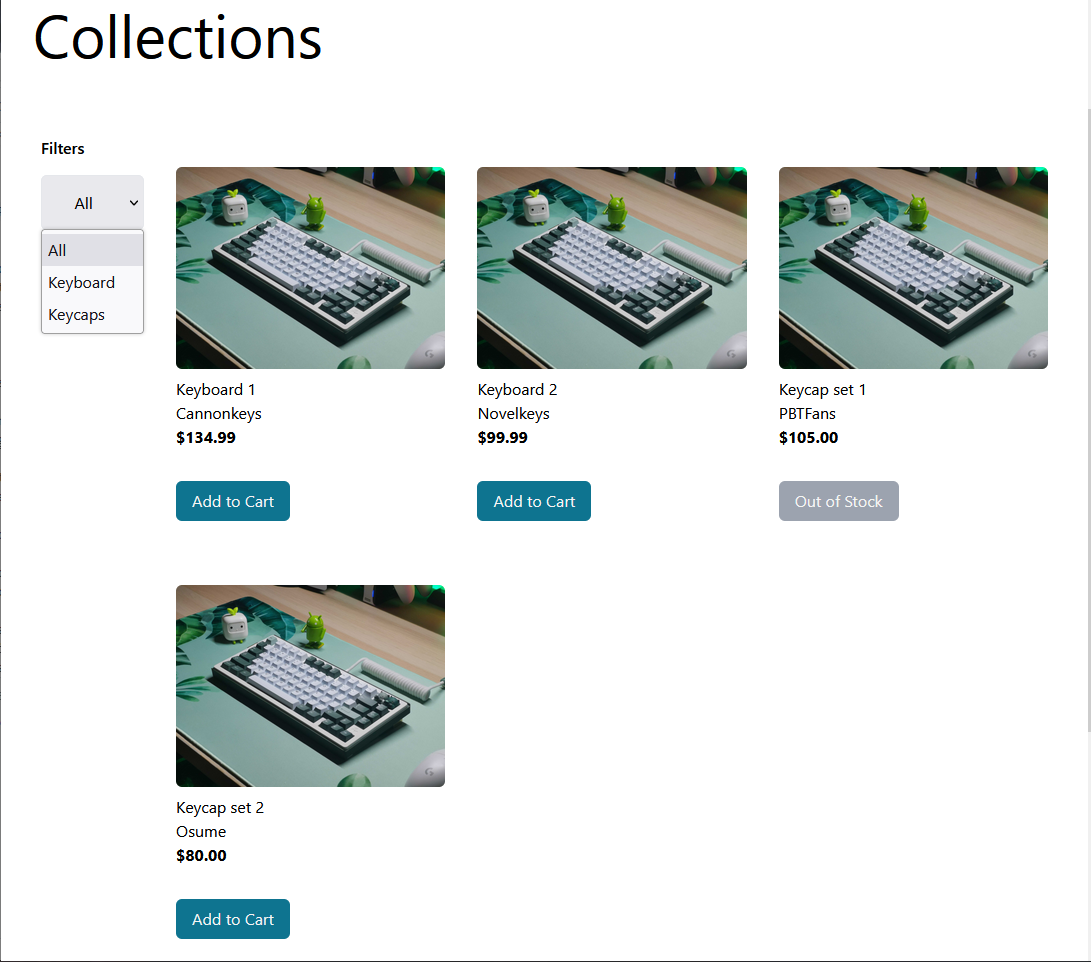 Collections
Filters
All
All
Keyboard
Keycaps
Keyboard 1
Cannonkeys
$134.99
Add to Cart
Keyboard 2
Novelkeys
$99.99
Add to Cart
Keycap set 1
PBTFans
$105.00
Out of Stock
Keycap set 2
Osume
$80.00
Add to Cart